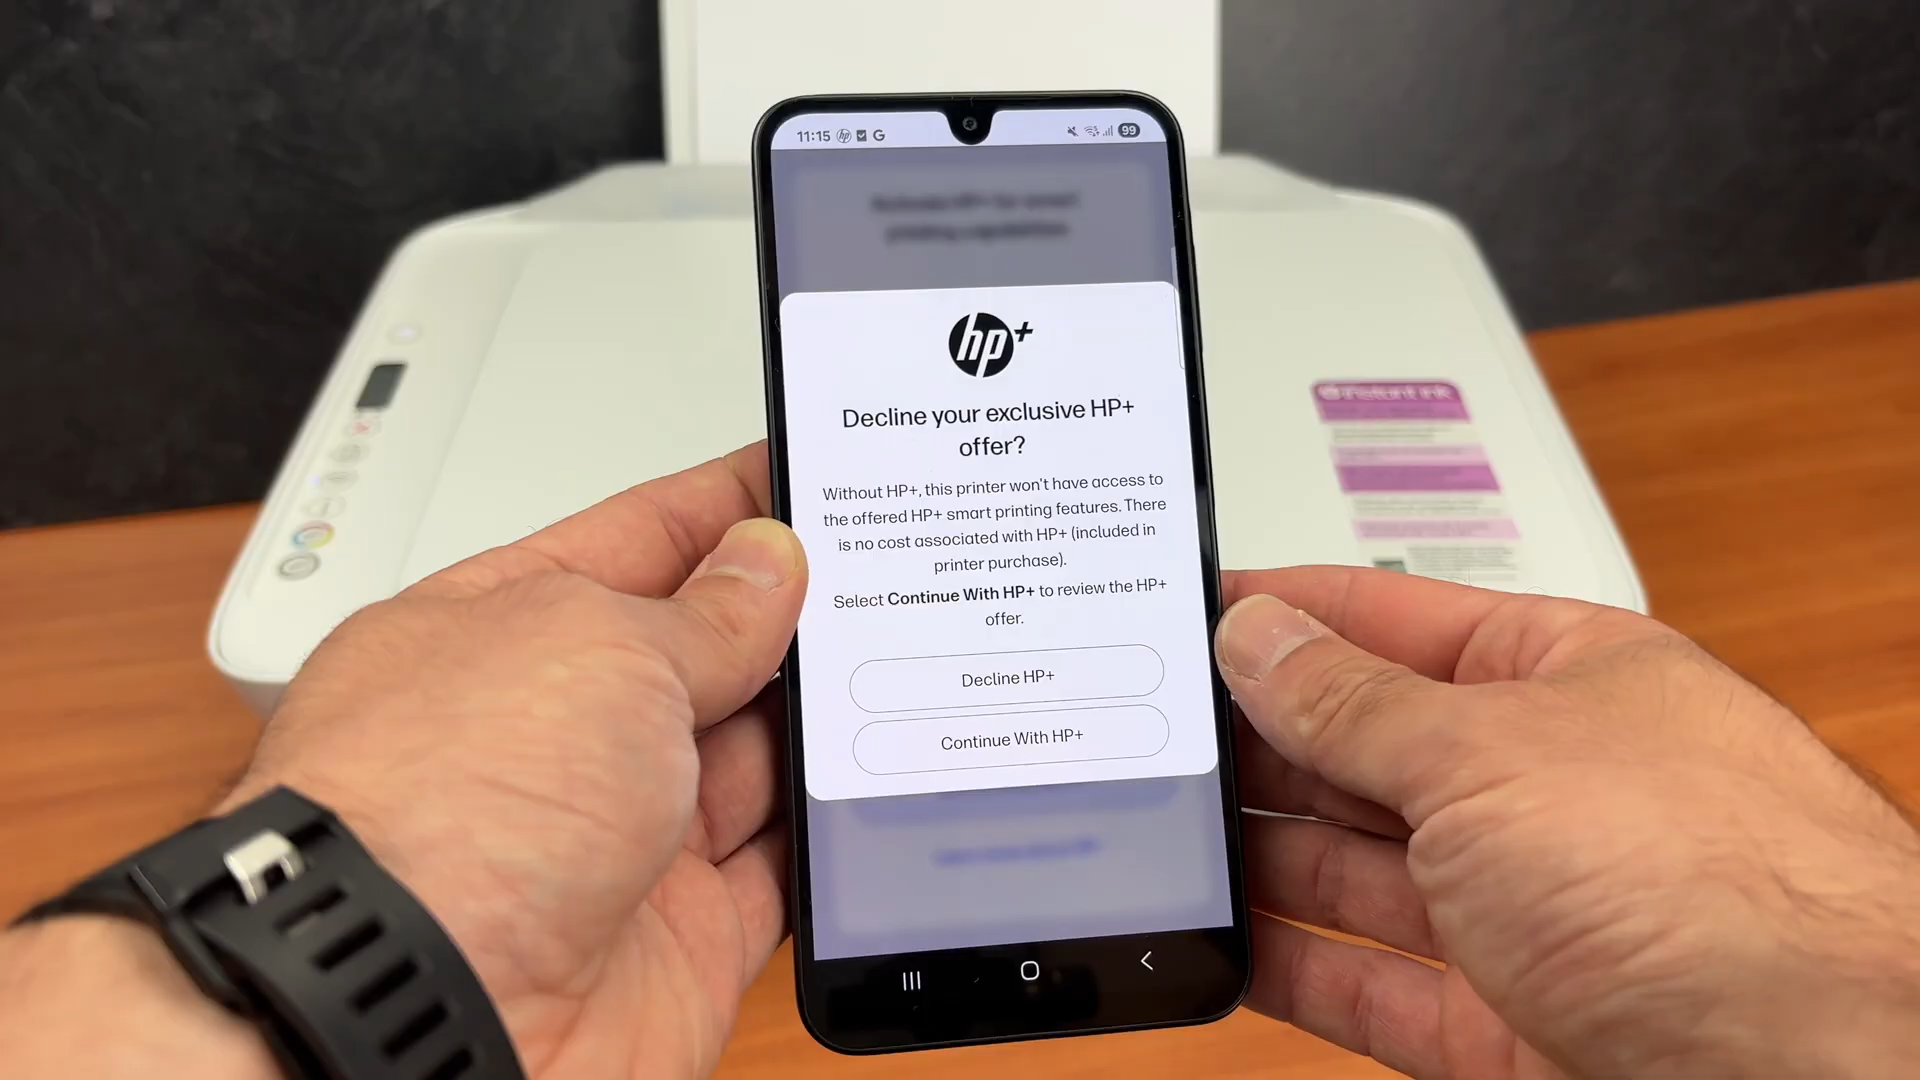 11:15
G
99
hp+
Decline your exclusive HP+
offer?
Without HP+, this printer won't have access to
the offered HP+ smart printing features. There
is no cost associated with HP+ (included in
printer purchase).
Select Continue With HP+ to review the HP+
offer.
Decline HP+
Continue With HP+
instant ink